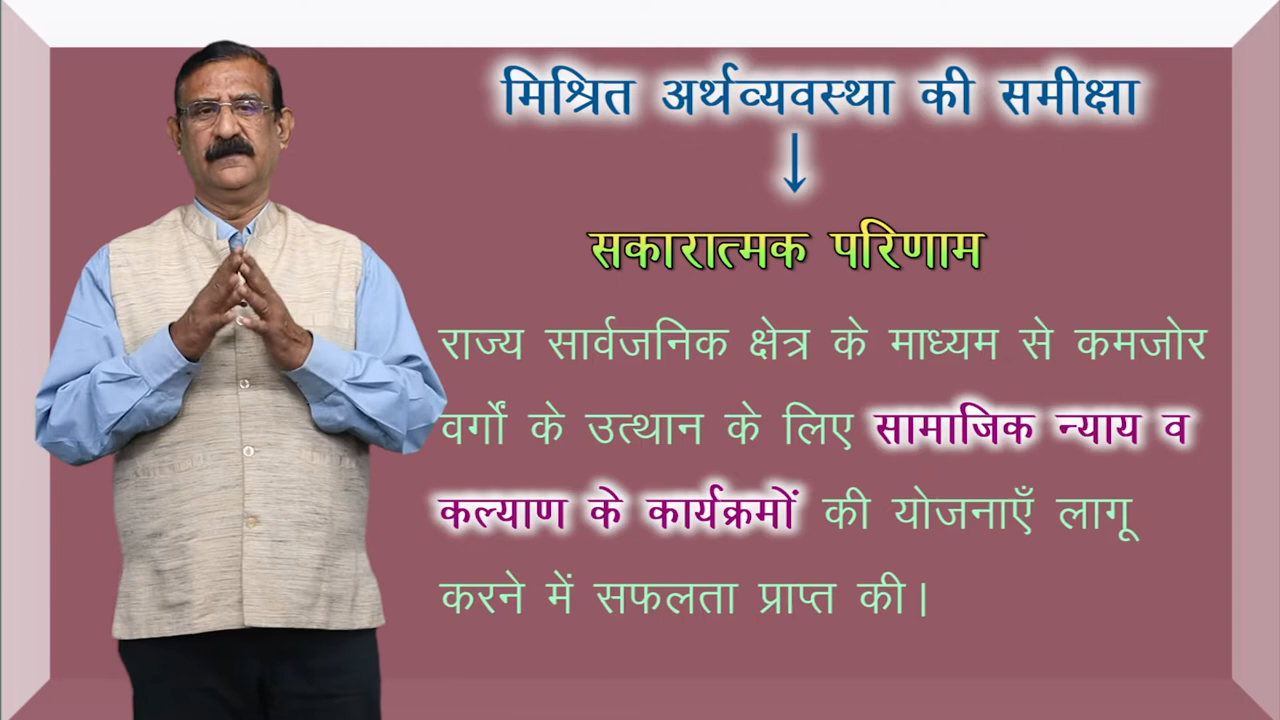 मिश्रित अर्थव्यवस्था की समीक्षा
↓
सकारात्मक परिणाम
राज्य सार्वजनिक क्षेत्र के माध्यम से कमजोर
वर्गों के उत्थान के लिए सामाजिक न्याय व
कल्याण के कार्यक्रमों की योजनाएँ लागू
करने में सफलता प्राप्त की।